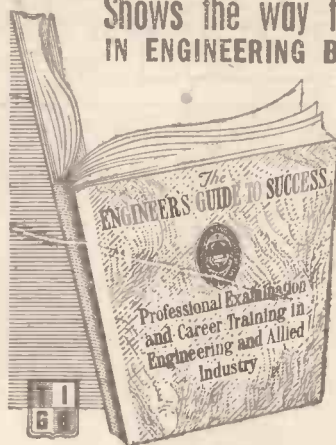 Shows the way
IN ENGINEERING
The
ENGINEERS GUIDE TO SUCCESS
Professional Examination
and Career Training in
Engineering and Allied
Industry
T I
G B